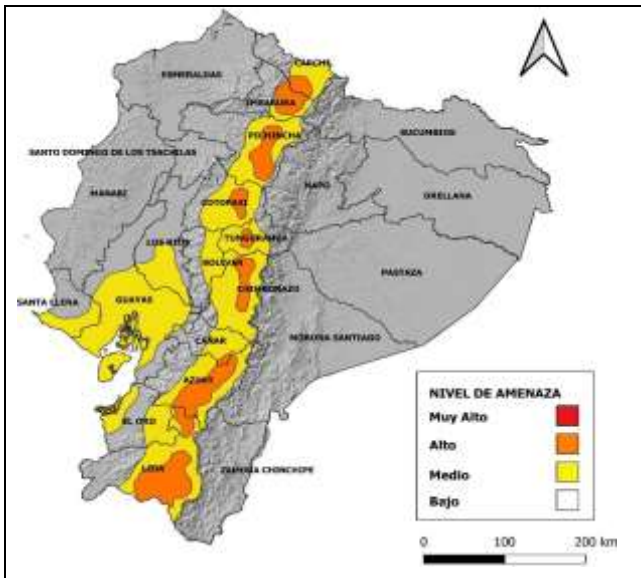 CARCHI
ESMERALDAS
IMBABURA
PICHINCHA
SUCUMBIOS
SANTO DOMINGO DE LOS TSACHILAS
NAPO
ORELLANA
MANABI
COTOPAXI
LOS RIOS
TUNGURAHUA
BOLIVAR
PASTAZA
SANTA ELENA
GUAYAS
CHIMBORAZO
MORONA SANTIAGO
CAÑAR
AZUAY
EL ORO
LOJA
ZAMORA CHINCHIPE
NIVEL DE AMENAZA
Muy Alto
Alto
Medio
Bajo
0 100 200 km